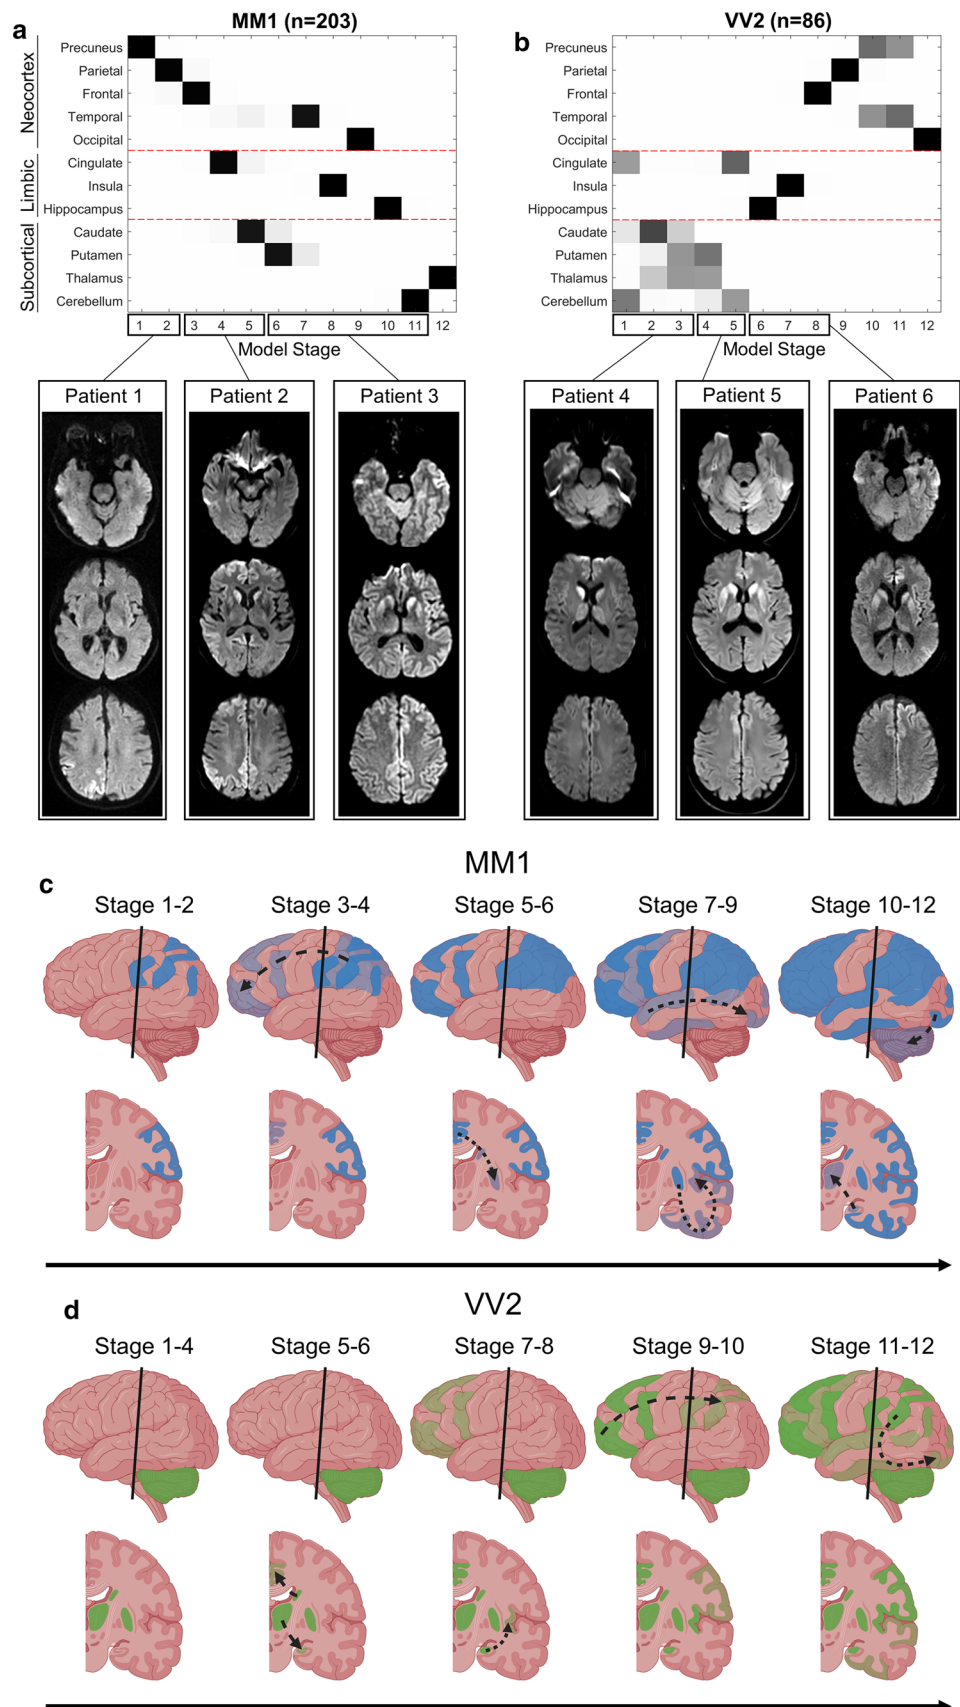 a
MM1 (n=203)
Neocortex
Precuneus
Parietal
Frontal
Temporal
Occipital
Limbic
Cingulate
Insula
Hippocampus
Subcortical
Caudate
Putamen
Thalamus
Cerebellum
1 2 3 4 5 6 7 8 9 10 11 12
Model Stage
Patient 1
Patient 2
Patient 3
b
VV2 (n=86)
Precuneus
Parietal
Frontal
Temporal
Occipital
Cingulate
Insula
Hippocampus
Caudate
Putamen
Thalamus
Cerebellum
1 2 3 4 5 6 7 8 9 10 11 12
Model Stage
Patient 4
Patient 5
Patient 6
c
MM1
Stage 1-2
Stage 3-4
Stage 5-6
Stage 7-9
Stage 10-12
d
VV2
Stage 1-4
Stage 5-6
Stage 7-8
Stage 9-10
Stage 11-12